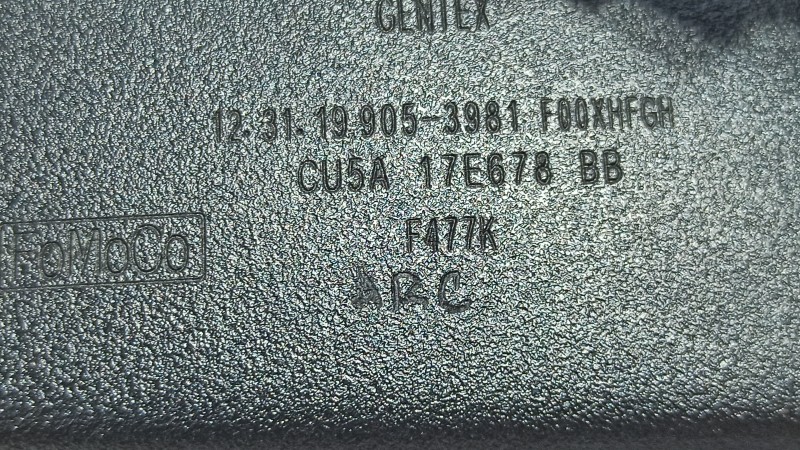 GENTEX
12.31.19 905-3981 F00XHFGH
CU5A 17E678 BB
F477K
FoMoCo
ARC